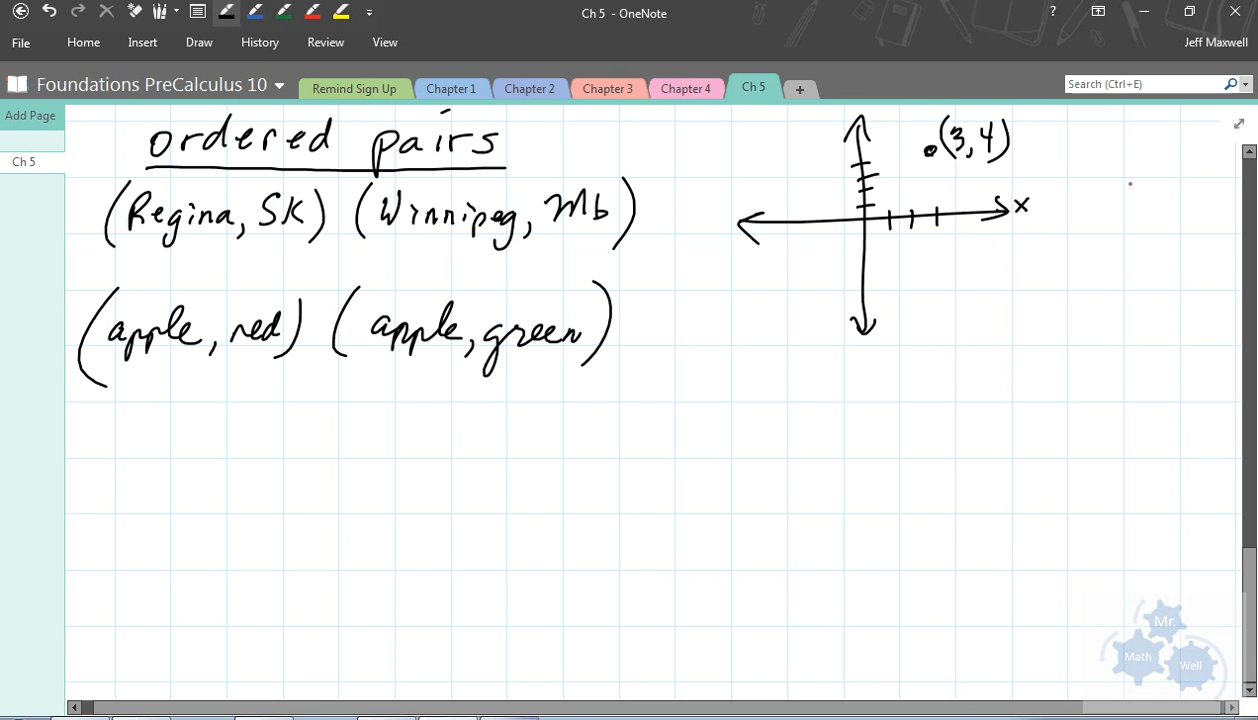 Ch 5 - OneNote
?
File Home Insert Draw History Review View
Jeff Maxwell
Foundations PreCalculus 10
Remind Sign Up Chapter 1 Chapter 2 Chapter 3 Chapter 4 Ch 5 +
Search (Ctrl+E)
Add Page
Ch 5
ordered pairs
(Regina, SK) (Winnipeg, Mb)
(apple, red) (apple, green)
(3,4)
x
Mr.
Math
Well